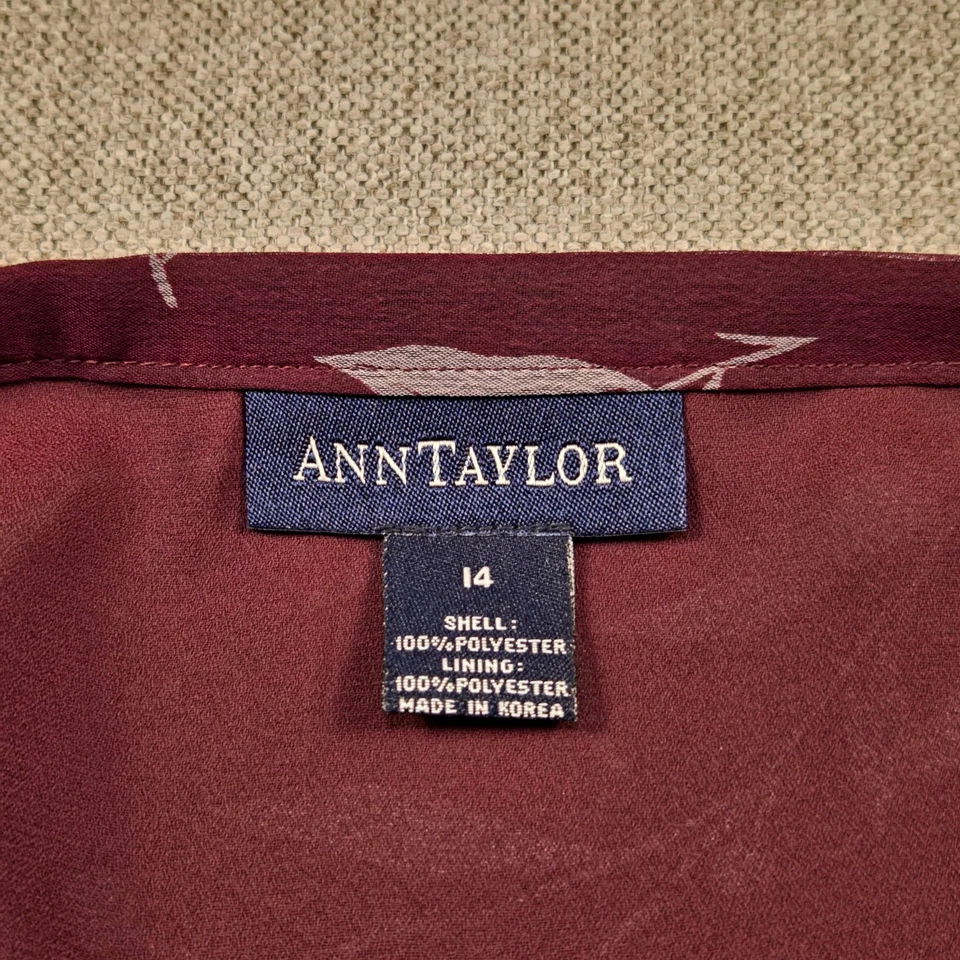 ANNTAYLOR
14
SHELL:
100%POLYESTER
LINING:
100%POLYESTER
MADE IN KOREA